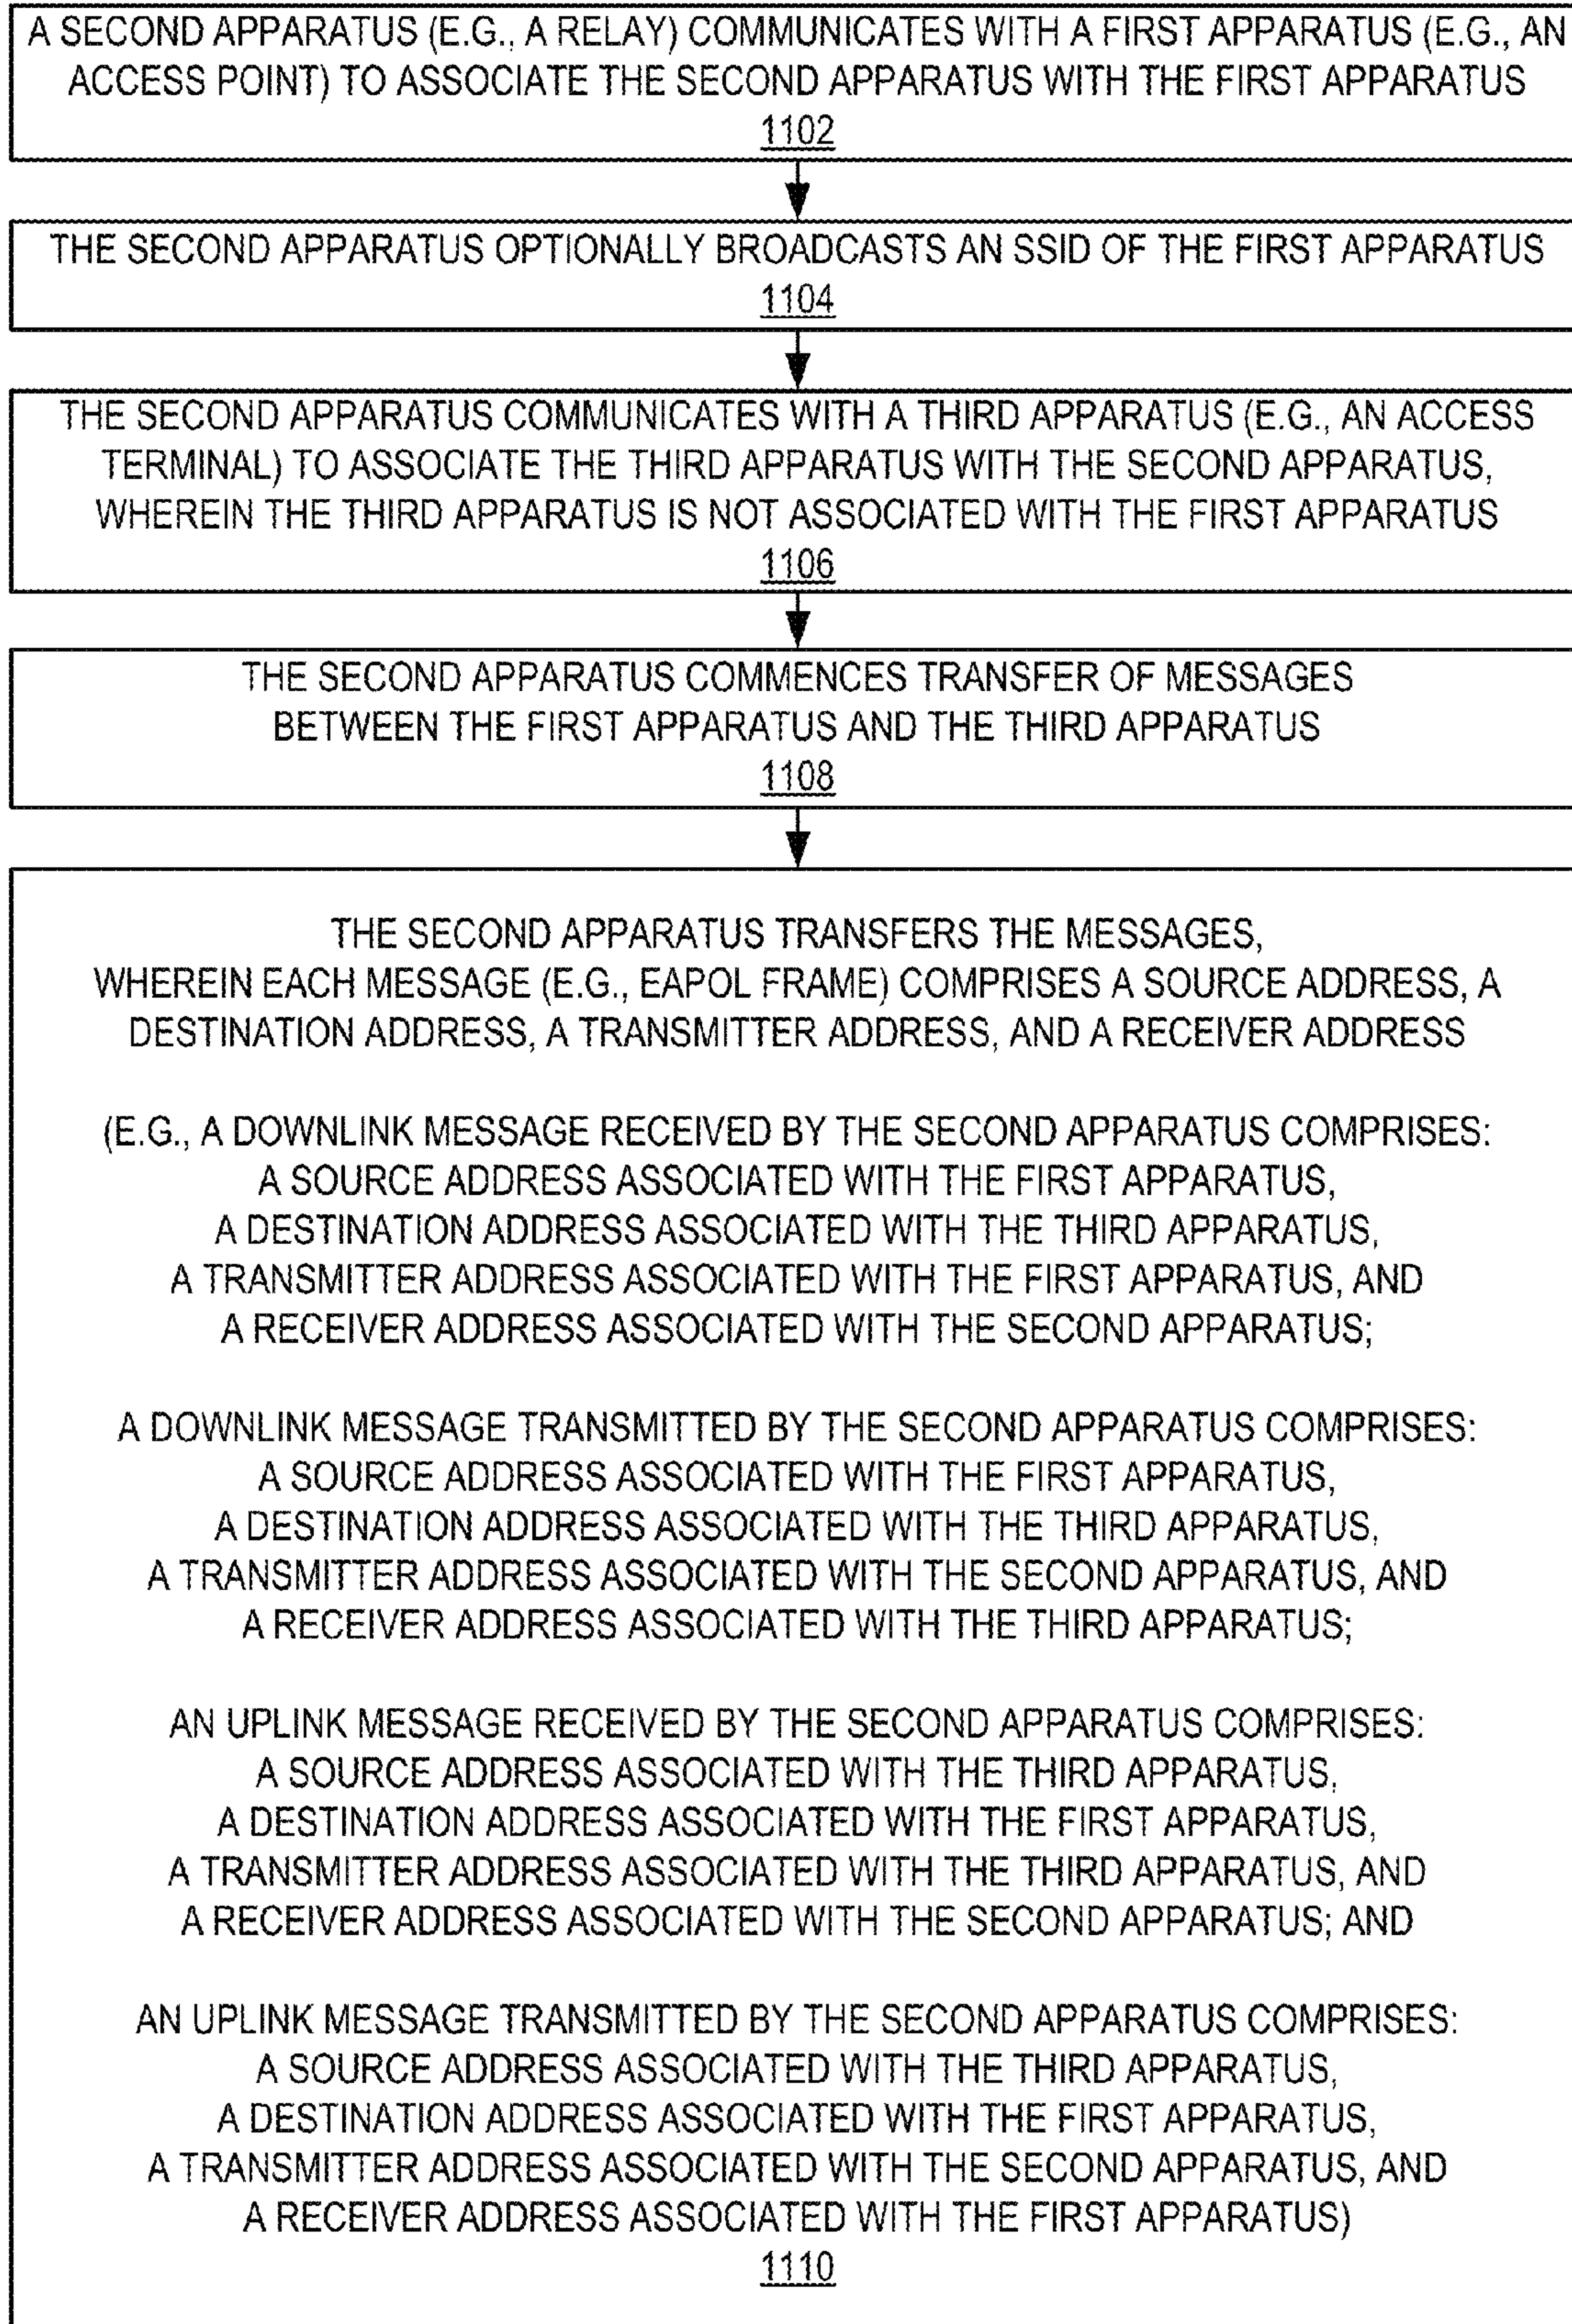 A SECOND APPARATUS (E.G., A RELAY) COMMUNICATES WITH A FIRST APPARATUS (E.G., AN
ACCESS POINT) TO ASSOCIATE THE SECOND APPARATUS WITH THE FIRST APPARATUS
1102
THE SECOND APPARATUS OPTIONALLY BROADCASTS AN SSID OF THE FIRST APPARATUS
1104
THE SECOND APPARATUS COMMUNICATES WITH A THIRD APPARATUS (E.G., AN ACCESS
TERMINAL) TO ASSOCIATE THE THIRD APPARATUS WITH THE SECOND APPARATUS,
WHEREIN THE THIRD APPARATUS IS NOT ASSOCIATED WITH THE FIRST APPARATUS
1106
THE SECOND APPARATUS COMMENCES TRANSFER OF MESSAGES
BETWEEN THE FIRST APPARATUS AND THE THIRD APPARATUS
1108
THE SECOND APPARATUS TRANSFERS THE MESSAGES,
WHEREIN EACH MESSAGE (E.G., EAPOL FRAME) COMPRISES A SOURCE ADDRESS, A
DESTINATION ADDRESS, A TRANSMITTER ADDRESS, AND A RECEIVER ADDRESS
(E.G., A DOWNLINK MESSAGE RECEIVED BY THE SECOND APPARATUS COMPRISES:
A SOURCE ADDRESS ASSOCIATED WITH THE FIRST APPARATUS,
A DESTINATION ADDRESS ASSOCIATED WITH THE THIRD APPARATUS,
A TRANSMITTER ADDRESS ASSOCIATED WITH THE FIRST APPARATUS, AND
A RECEIVER ADDRESS ASSOCIATED WITH THE SECOND APPARATUS;
A DOWNLINK MESSAGE TRANSMITTED BY THE SECOND APPARATUS COMPRISES:
A SOURCE ADDRESS ASSOCIATED WITH THE FIRST APPARATUS,
A DESTINATION ADDRESS ASSOCIATED WITH THE THIRD APPARATUS,
A TRANSMITTER ADDRESS ASSOCIATED WITH THE SECOND APPARATUS, AND
A RECEIVER ADDRESS ASSOCIATED WITH THE THIRD APPARATUS;
AN UPLINK MESSAGE RECEIVED BY THE SECOND APPARATUS COMPRISES:
A SOURCE ADDRESS ASSOCIATED WITH THE THIRD APPARATUS,
A DESTINATION ADDRESS ASSOCIATED WITH THE FIRST APPARATUS,
A TRANSMITTER ADDRESS ASSOCIATED WITH THE THIRD APPARATUS, AND
A RECEIVER ADDRESS ASSOCIATED WITH THE SECOND APPARATUS; AND
AN UPLINK MESSAGE TRANSMITTED BY THE SECOND APPARATUS COMPRISES:
A SOURCE ADDRESS ASSOCIATED WITH THE THIRD APPARATUS,
A DESTINATION ADDRESS ASSOCIATED WITH THE FIRST APPARATUS,
A TRANSMITTER ADDRESS ASSOCIATED WITH THE SECOND APPARATUS, AND
A RECEIVER ADDRESS ASSOCIATED WITH THE FIRST APPARATUS)
1110